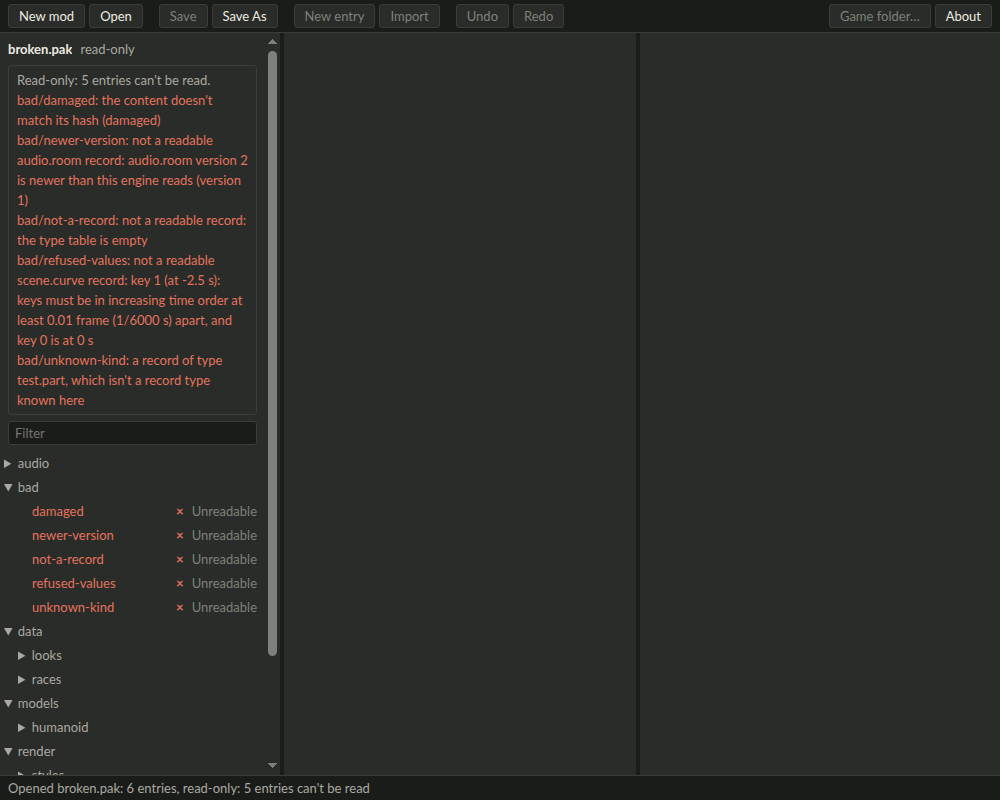 New mod Open Save Save As New entry Import Undo Redo Game folder... About
broken.pak read-only
Read-only: 5 entries can't be read.
bad/damaged: the content doesn't
match its hash (damaged)
bad/newer-version: not a readable
audio.room record: audio.room version 2
is newer than this engine reads (version
1)
bad/not-a-record: not a readable record:
the type table is empty
bad/refused-values: not a readable
scene.curve record: key 1 (at -2.5 s):
keys must be in increasing time order at
least 0.01 frame (1/6000 s) apart, and
key 0 is at 0 s
bad/unknown-kind: a record of type
test.part, which isn't a record type
known here
Filter
audio
bad
damaged × Unreadable
newer-version × Unreadable
not-a-record × Unreadable
refused-values × Unreadable
unknown-kind × Unreadable
data
looks
races
models
humanoid
render
styles
Opened broken.pak: 6 entries, read-only: 5 entries can't be read